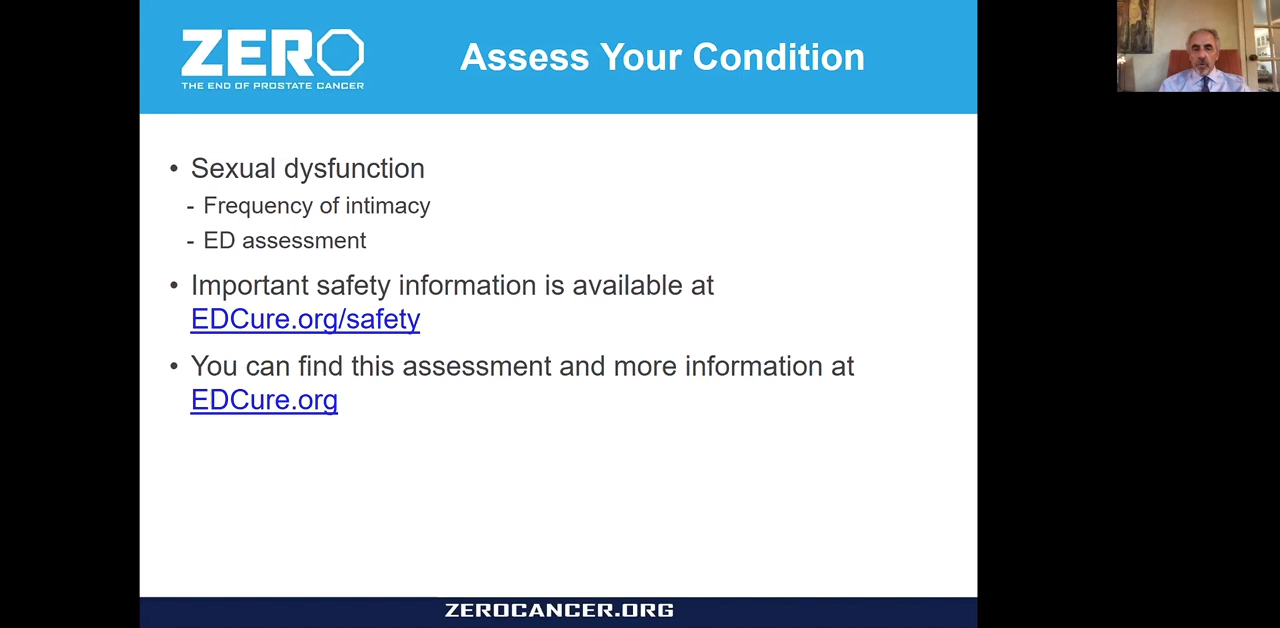 ZERO
THE END OF PROSTATE CANCER
Assess Your Condition
• Sexual dysfunction
- Frequency of intimacy
- ED assessment
• Important safety information is available at
EDCure.org/safety
• You can find this assessment and more information at
EDCure.org
ZEROCANCER.ORG